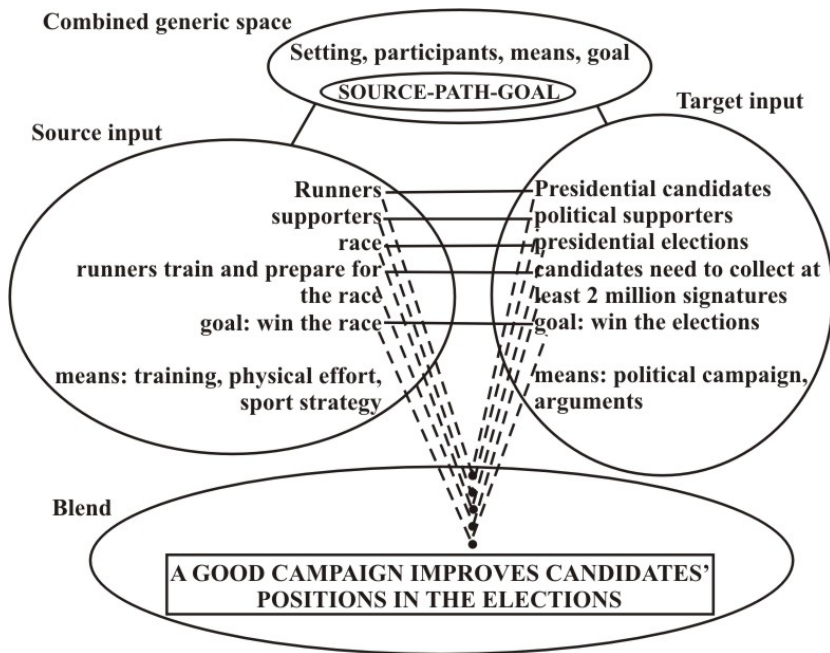 Combined generic space
Setting, participants, means, goal
SOURCE-PATH-GOAL
Source input
Target input
Runners
supporters
race
runners train and prepare for
the race
goal: win the race
means: training, physical effort,
sport strategy
Presidential candidates
political supporters
presidential elections
candidates need to collect at
least 2 million signatures
goal: win the elections
means: political campaign,
arguments
Blend
A GOOD CAMPAIGN IMPROVES CANDIDATES’
POSITIONS IN THE ELECTIONS